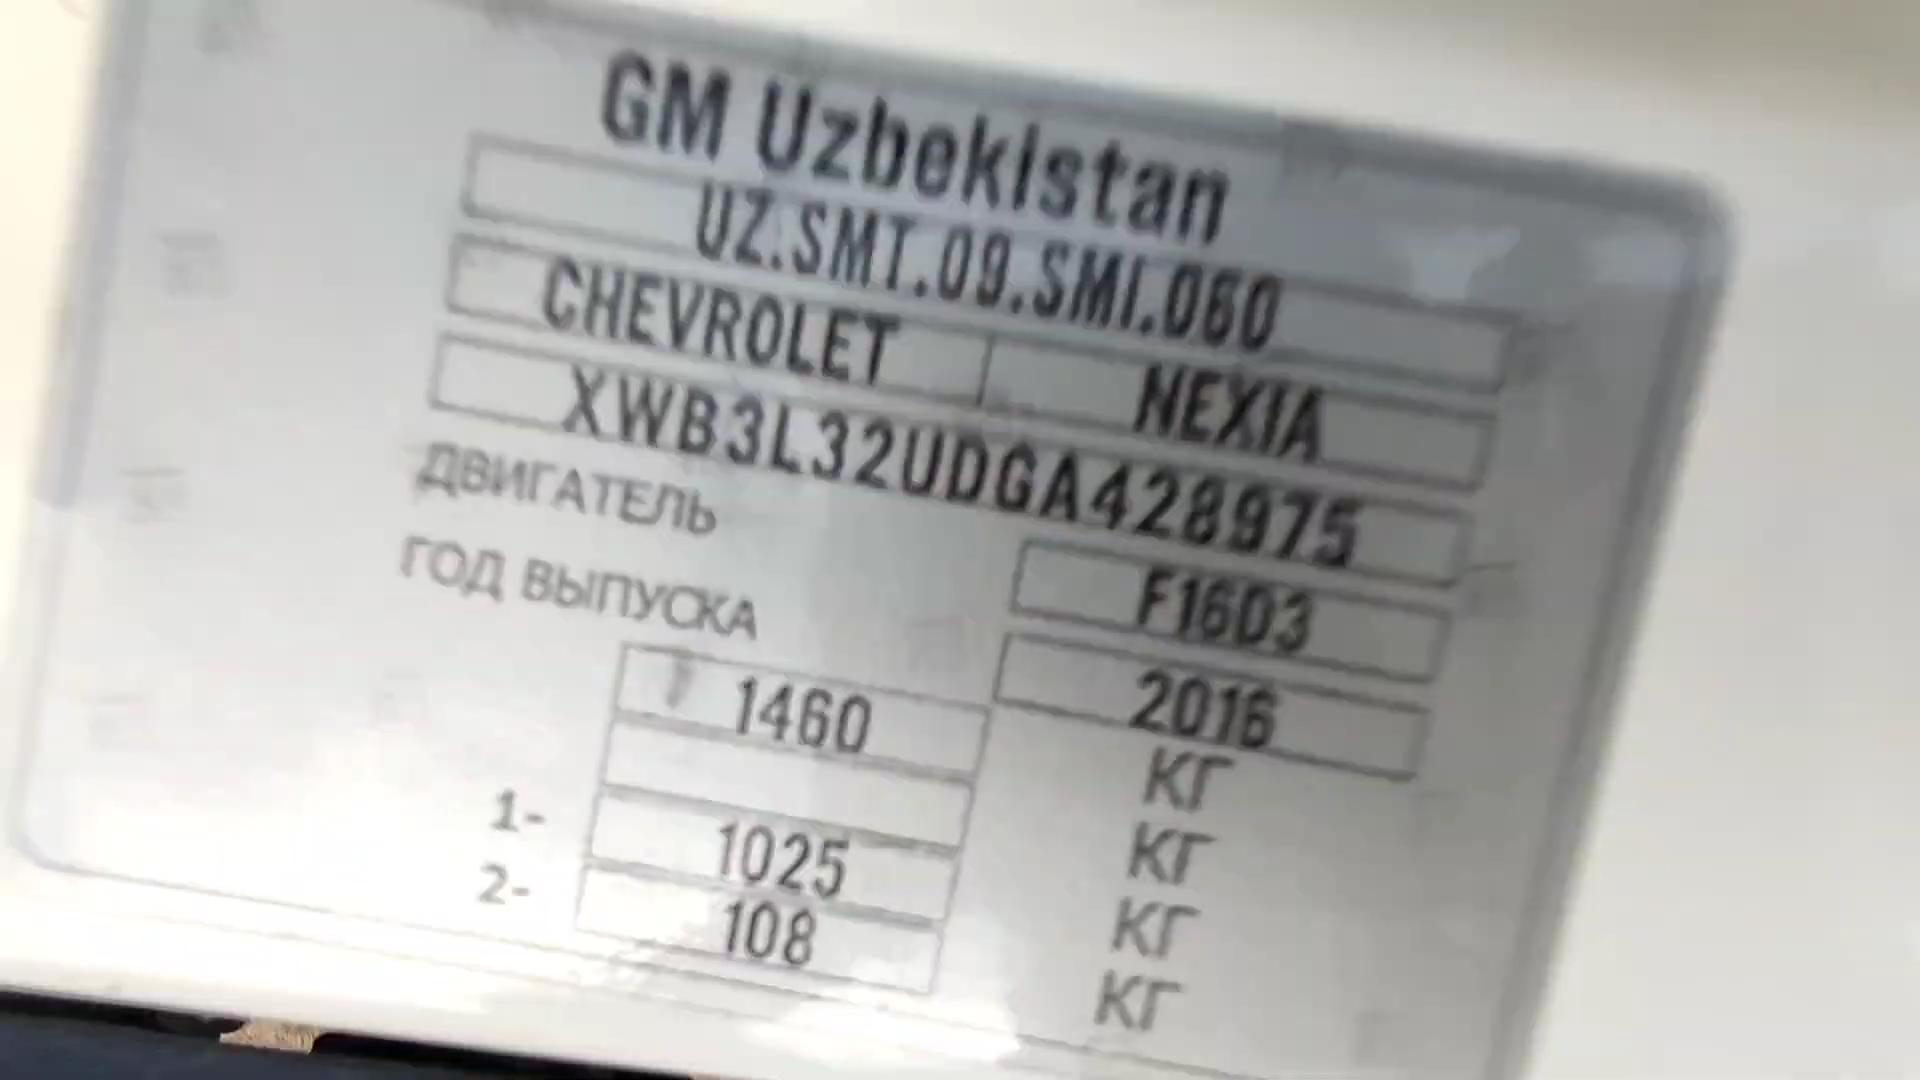 GM Uzbekistan
UZ.SMT.09.SMI.060
CHEVROLET NEXIA
XWB3L32UDGA428975
ДВИГАТЕЛЬ F16D3
ГОД ВЫПУСКА 2016
1460 КГ
КГ
1- 1025 КГ
2- 108 КГ